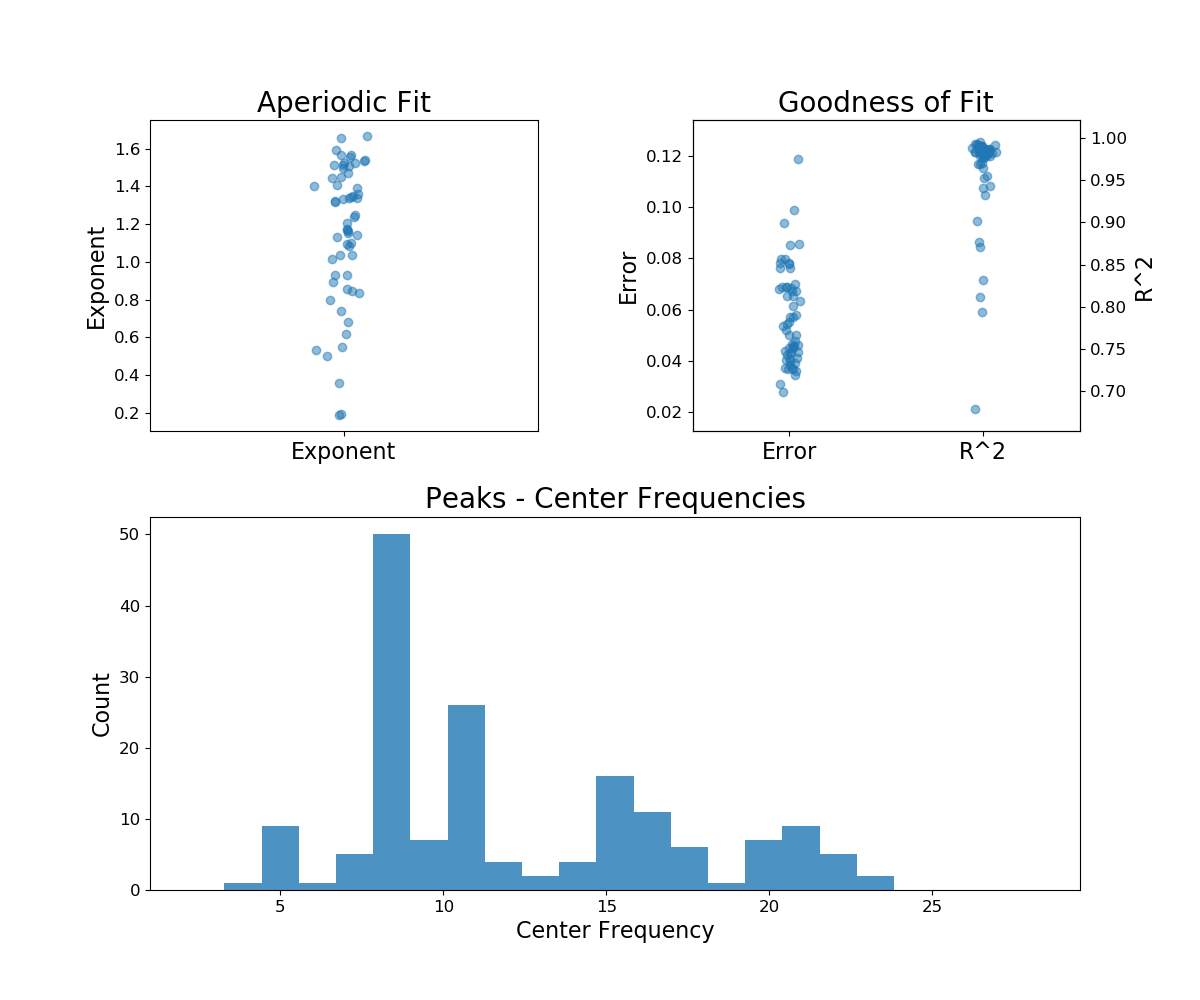 Aperiodic Fit
Exponent
1.6
1.4
1.2
1.0
0.8
0.6
0.4
0.2
Exponent
Goodness of Fit
Error
0.12
0.10
0.08
0.06
0.04
0.02
1.00
0.95
0.90
0.85
0.80
0.75
0.70
R^2
Error R^2
Peaks - Center Frequencies
Count
50
40
30
20
10
0
5 10 15 20 25
Center Frequency